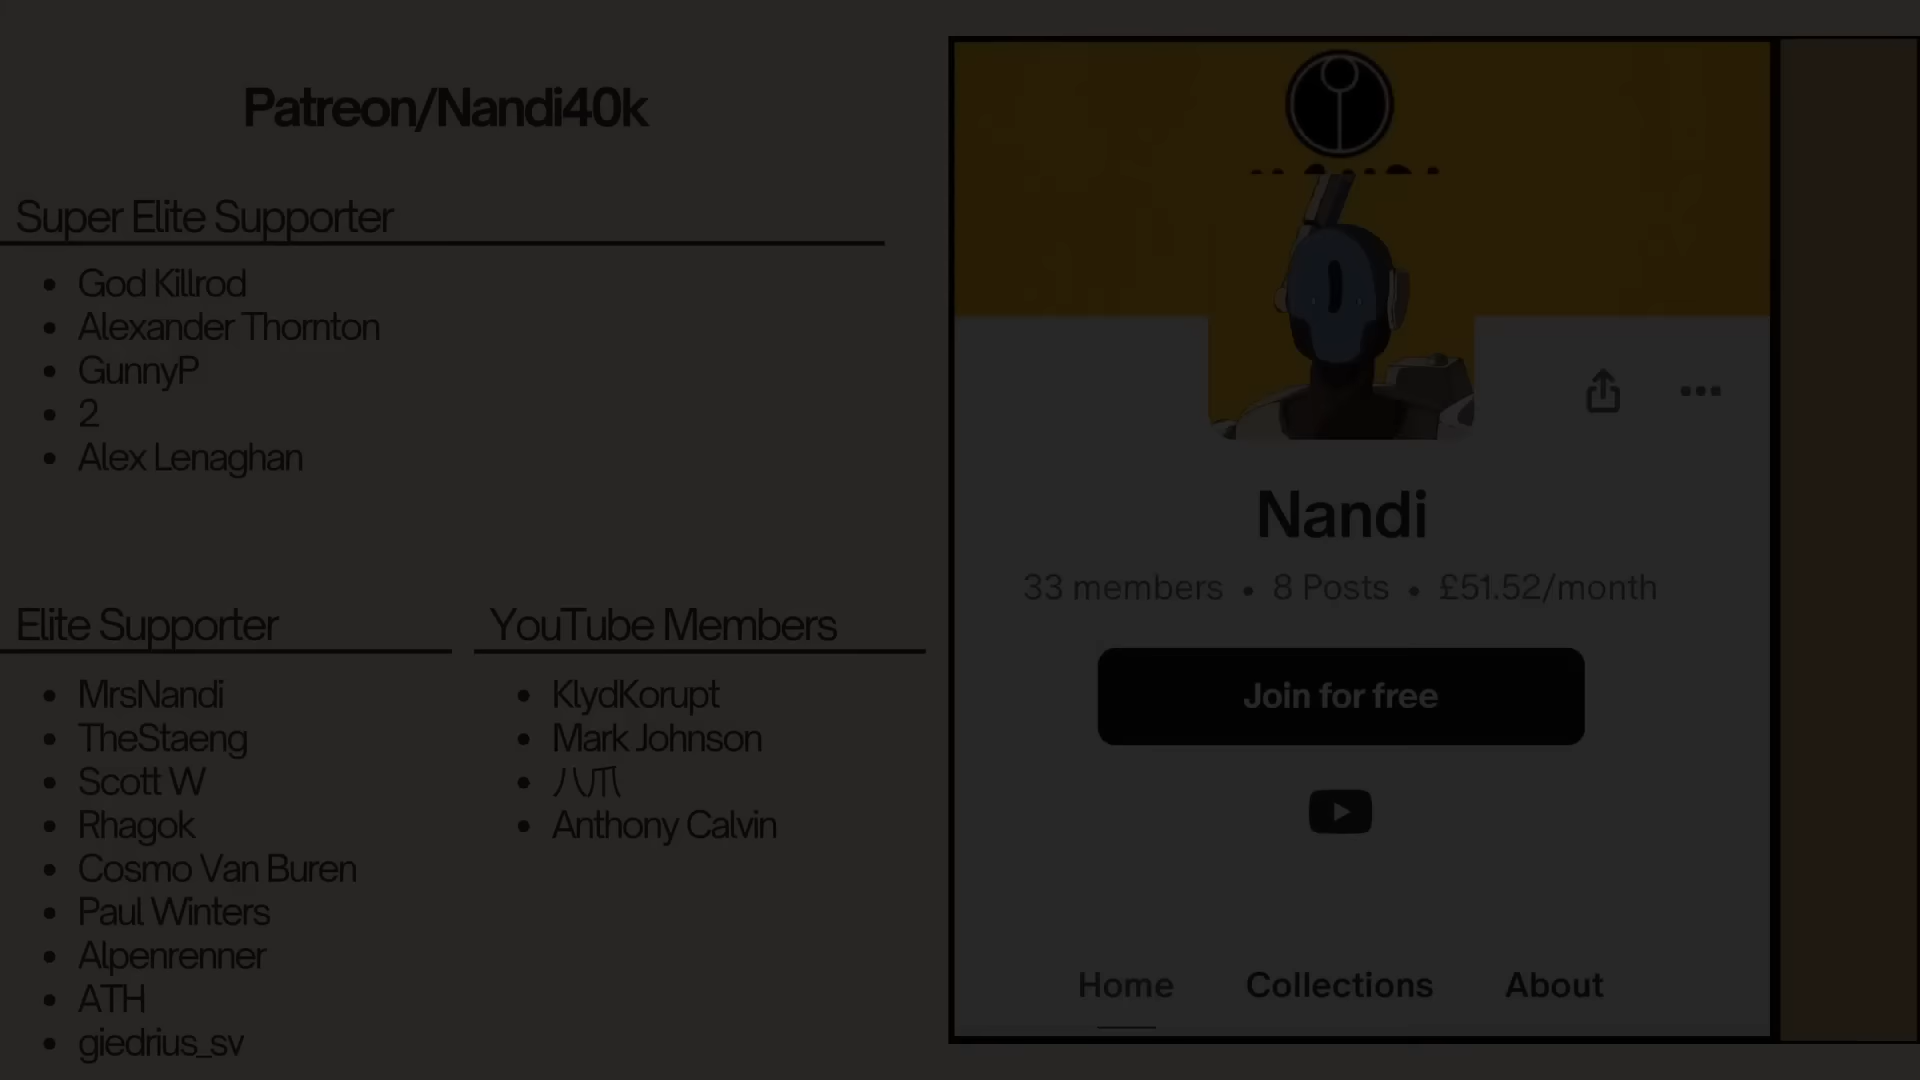 Patreon/Nandi40k
Super Elite Supporter
God Killrod
Alexander Thornton
GunnyP
2
Alex Lenaghan
Elite Supporter
MrsNandi
TheStaeng
Scott W
Rhagok
Cosmo Van Buren
Paul Winters
Alpenrenner
ATH
giedrius_sv
YouTube Members
KlydKorupt
Mark Johnson
八爪
Anthony Calvin
Nandi
33 members • 8 Posts • £51.52/month
Join for free
Home Collections About